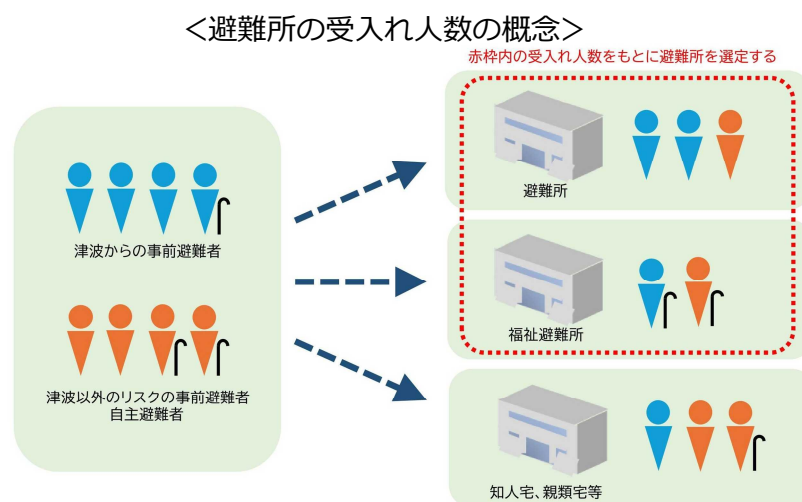 <避難所の受入れ人数の概念>
赤枠内の受入れ人数をもとに避難所を選定する
津波からの事前避難者
津波以外のリスクの事前避難者
自主避難者
避難所
福祉避難所
知人宅、親類宅等